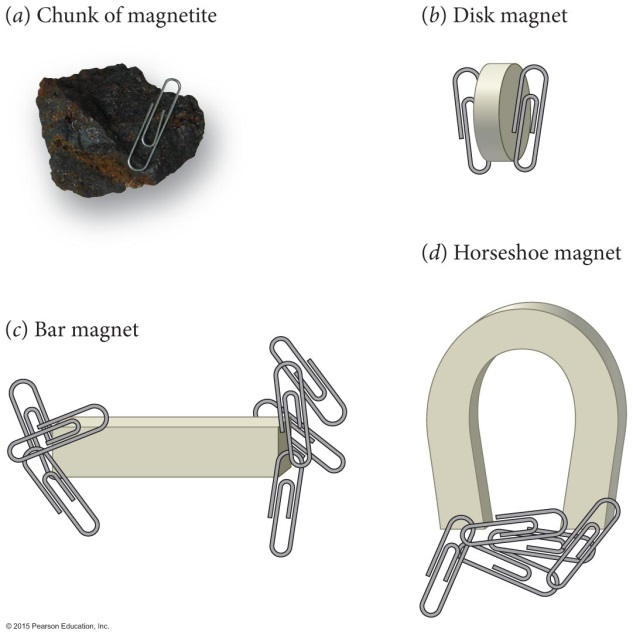 (a) Chunk of magnetite
(b) Disk magnet
(d) Horseshoe magnet
(c) Bar magnet
© 2015 Pearson Education, Inc.